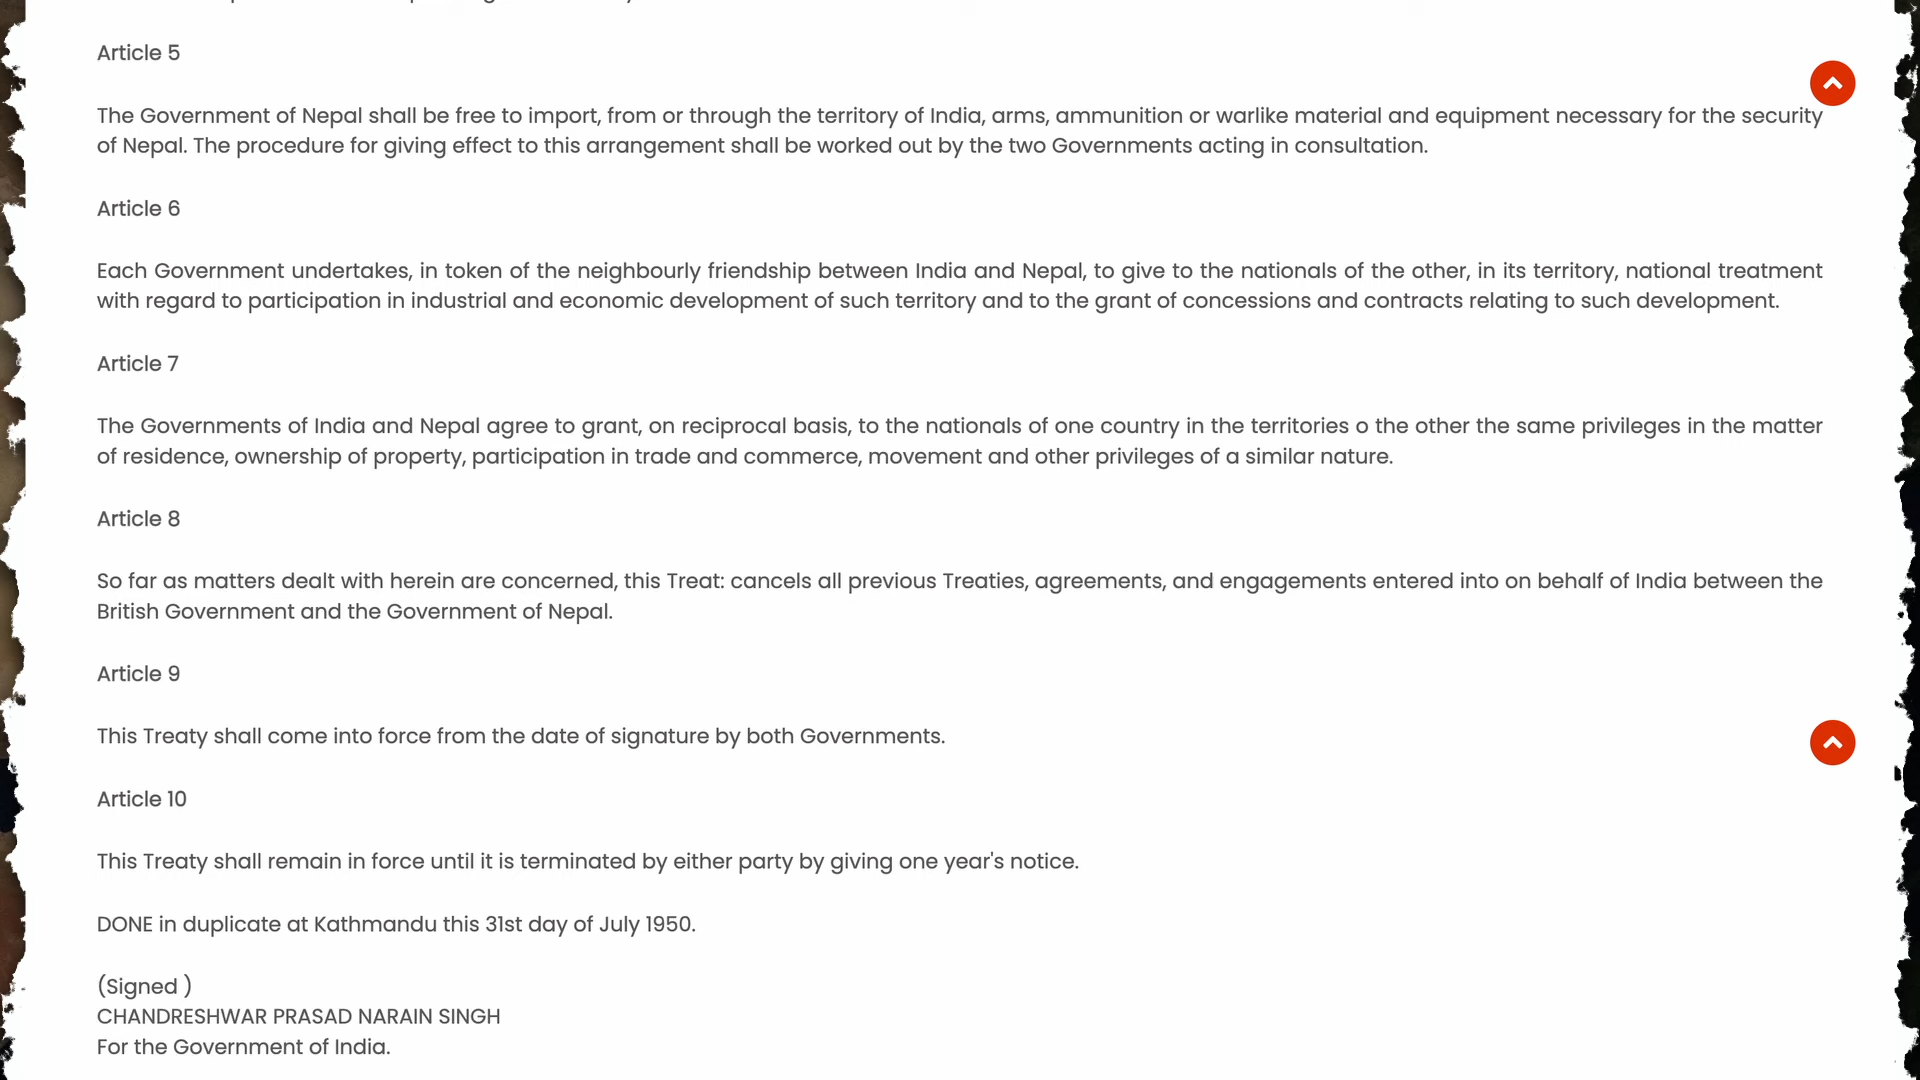 Article 5
The Government of Nepal shall be free to import, from or through the territory of India, arms, ammunition or warlike material and equipment necessary for the security
of Nepal. The procedure for giving effect to this arrangement shall be worked out by the two Governments acting in consultation.
Article 6
Each Government undertakes, in token of the neighbourly friendship between India and Nepal, to give to the nationals of the other, in its territory, national treatment
with regard to participation in industrial and economic development of such territory and to the grant of concessions and contracts relating to such development.
Article 7
The Governments of India and Nepal agree to grant, on reciprocal basis, to the nationals of one country in the territories o the other the same privileges in the matter
of residence, ownership of property, participation in trade and commerce, movement and other privileges of a similar nature.
Article 8
So far as matters dealt with herein are concerned, this Treat: cancels all previous Treaties, agreements, and engagements entered into on behalf of India between the
British Government and the Government of Nepal.
Article 9
This Treaty shall come into force from the date of signature by both Governments.
Article 10
This Treaty shall remain in force until it is terminated by either party by giving one year's notice.
DONE in duplicate at Kathmandu this 31st day of July 1950.
(Signed )
CHANDRESHWAR PRASAD NARAIN SINGH
For the Government of India.